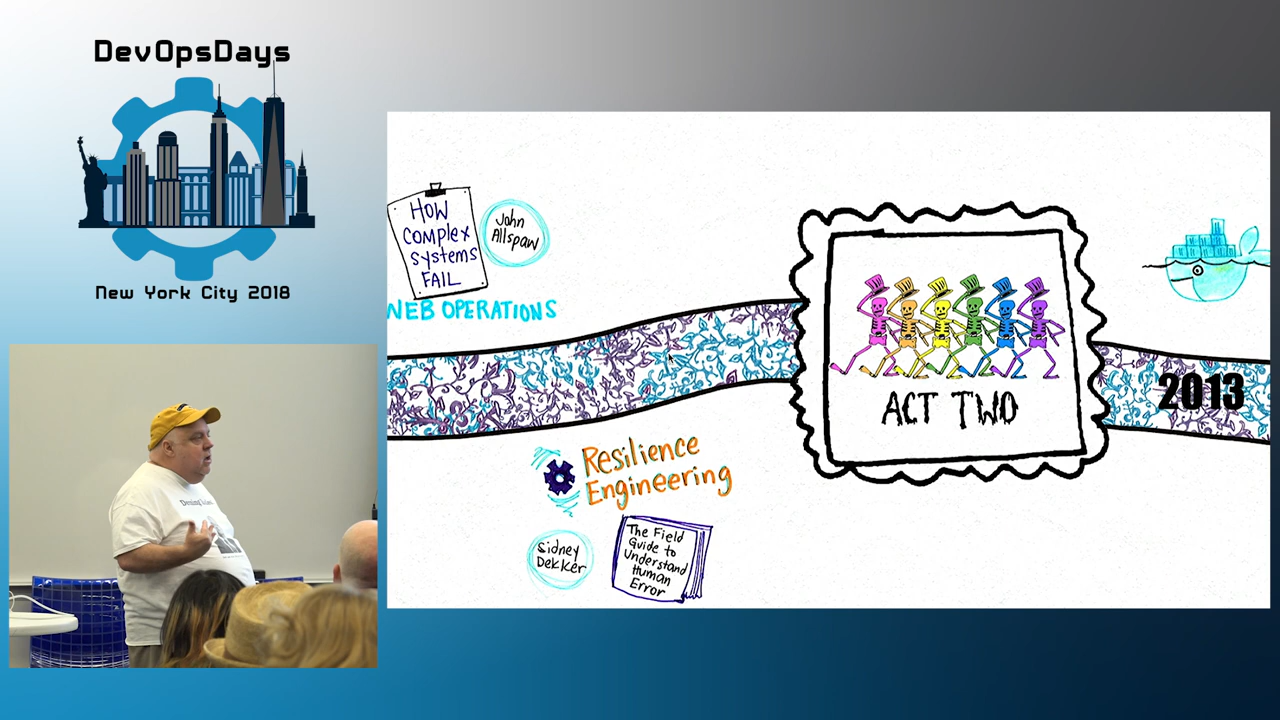 DevOpsDays
New York City 2018
HOW
Complex
systems
FAIL
John
Allspaw
WEB OPERATIONS
ACT TWO
2013
Resilience
Engineering
Sidney
Dekker
The Field
Guide to
Understand
Human
Error
Deming